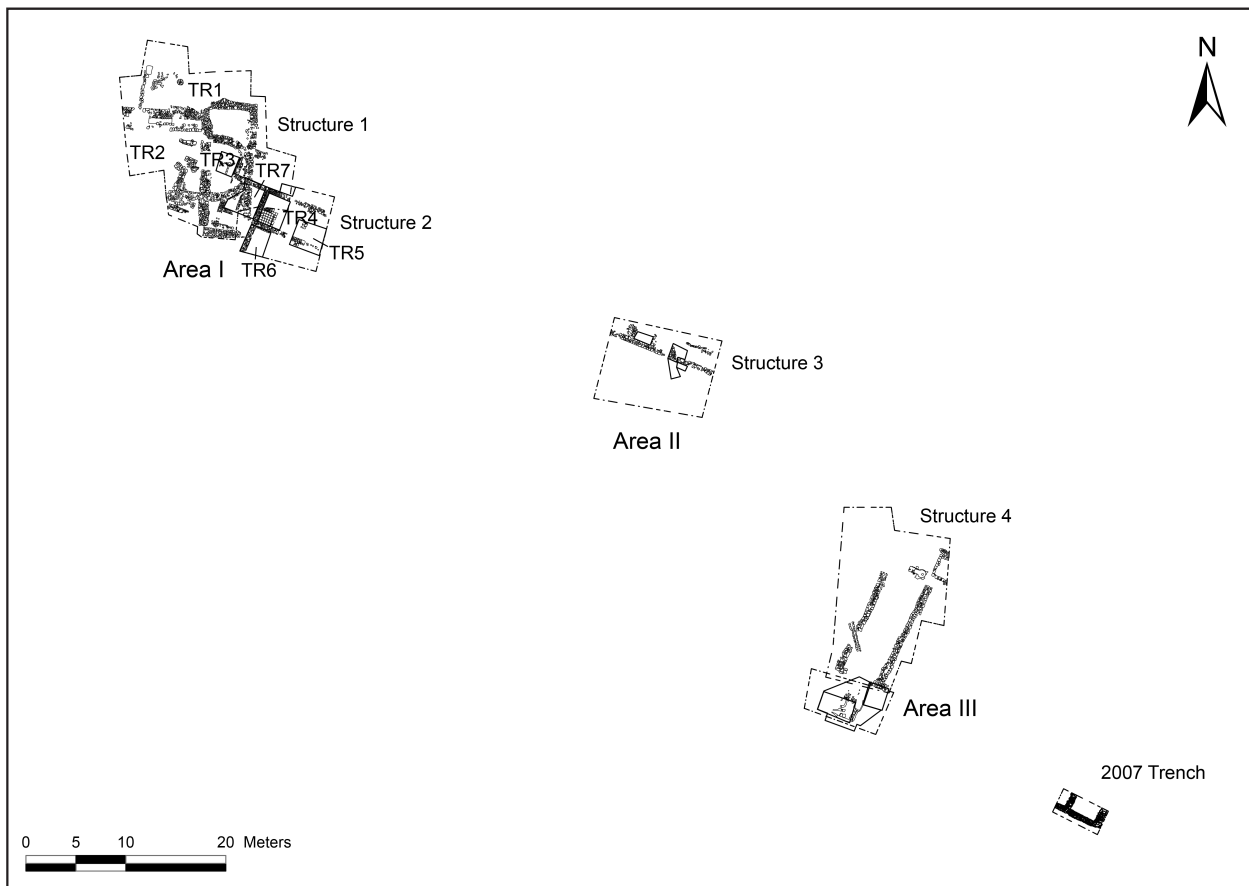 N
TR1
Structure 1
TR2
TR3
TR7
TR4
Structure 2
TR5
Area I
TR6
Structure 3
Area II
Structure 4
Area III
2007 Trench
0 5 10 20 Meters